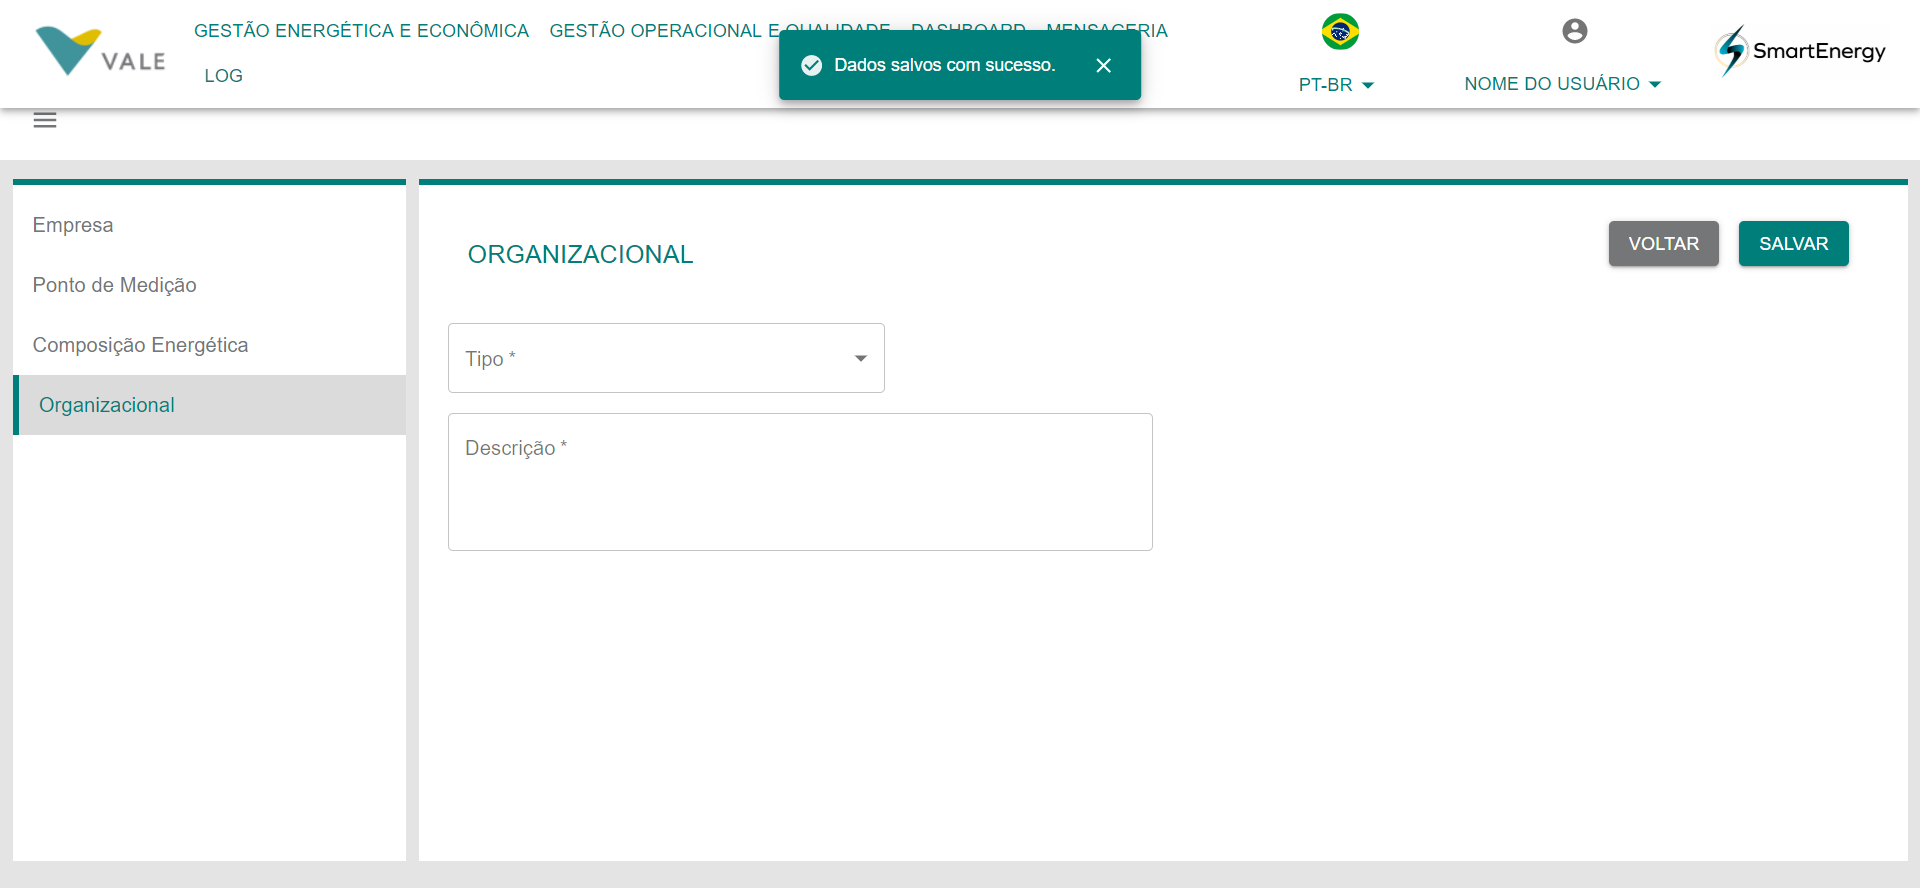 VALE
GESTÃO ENERGÉTICA E ECONÔMICA GESTÃO OPERACIONAL E QUALIDADE DASHBOARD MENSAGERIA
LOG
Dados salvos com sucesso.
PT-BR
NOME DO USUÁRIO
SmartEnergy
Empresa
Ponto de Medição
Composição Energética
Organizacional
ORGANIZACIONAL
VOLTAR
SALVAR
Tipo *
Descrição *